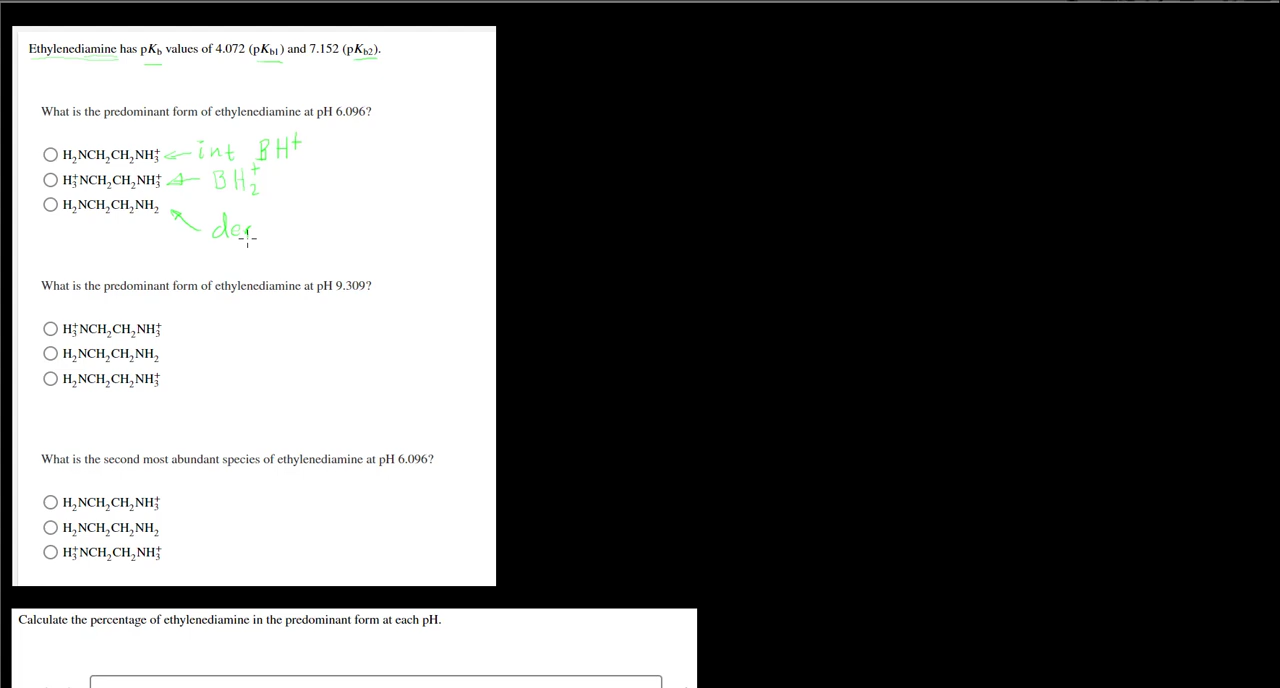 Ethylenediamine has pKb values of 4.072 (pKb1) and 7.152 (pKb2).
What is the predominant form of ethylenediamine at pH 6.096?
H₂NCH₂CH₂NH₃⁺ ← int BH⁺
H₃⁺NCH₂CH₂NH₃⁺ ← BH₂⁺
H₂NCH₂CH₂NH₂
What is the predominant form of ethylenediamine at pH 9.309?
H₃⁺NCH₂CH₂NH₃⁺
H₂NCH₂CH₂NH₂
H₂NCH₂CH₂NH₃⁺
What is the second most abundant species of ethylenediamine at pH 6.096?
H₂NCH₂CH₂NH₃⁺
H₂NCH₂CH₂NH₂
H₃⁺NCH₂CH₂NH₃⁺
Calculate the percentage of ethylenediamine in the predominant form at each pH.